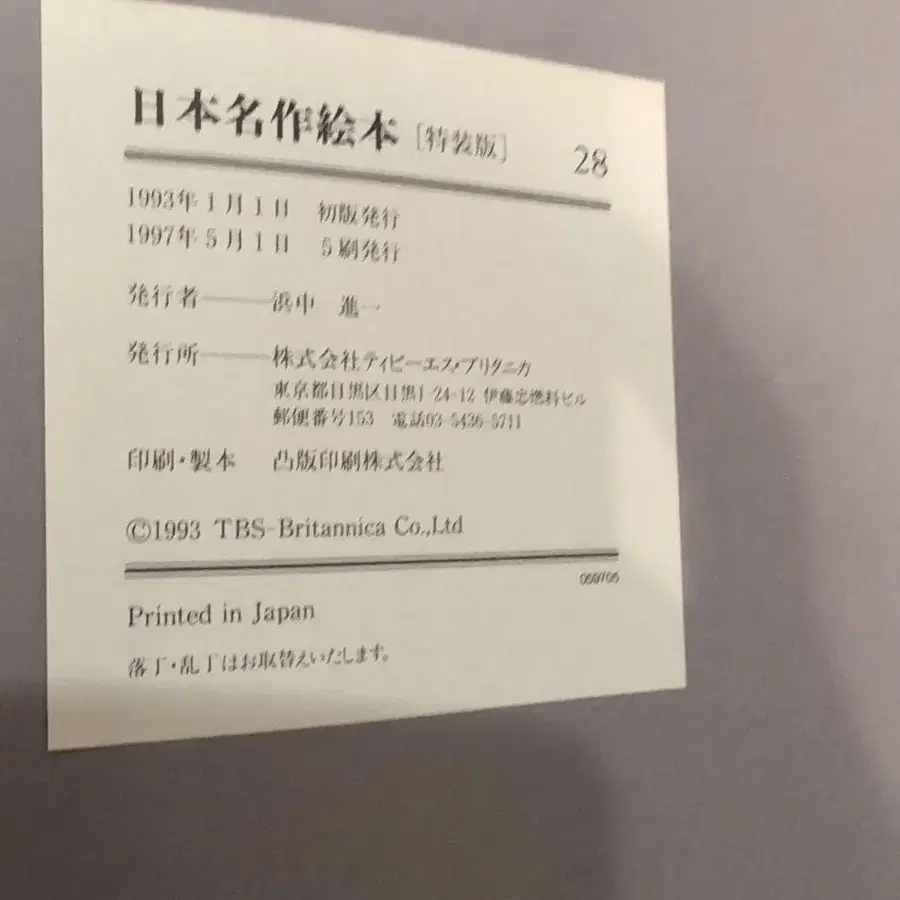 日本名作絵本 [特装版] 28
1993年1月1日 初版発行
1997年5月1日 5刷発行
発行者——浜中 進一
発行所——株式会社ティビーエス・ブリタニカ
東京都目黒区目黒1-24-12 伊藤忠燃料ビル
郵便番号153 電話03-5436-5711
印刷・製本 凸版印刷株式会社
©1993 TBS-Britannica Co.,Ltd
Printed in Japan
落丁・乱丁はお取替えいたします。